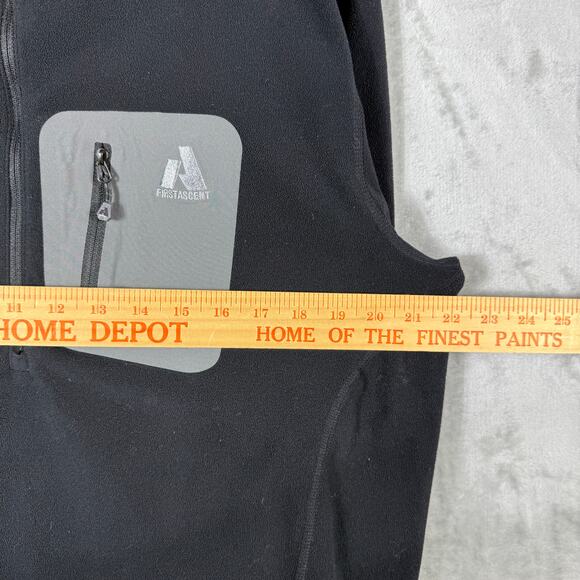 FIRSTASCENT
11 12 13 14 15 16 17 18 19 20 21 22 23 24 25
HOME DEPOT HOME OF THE FINEST PAINTS